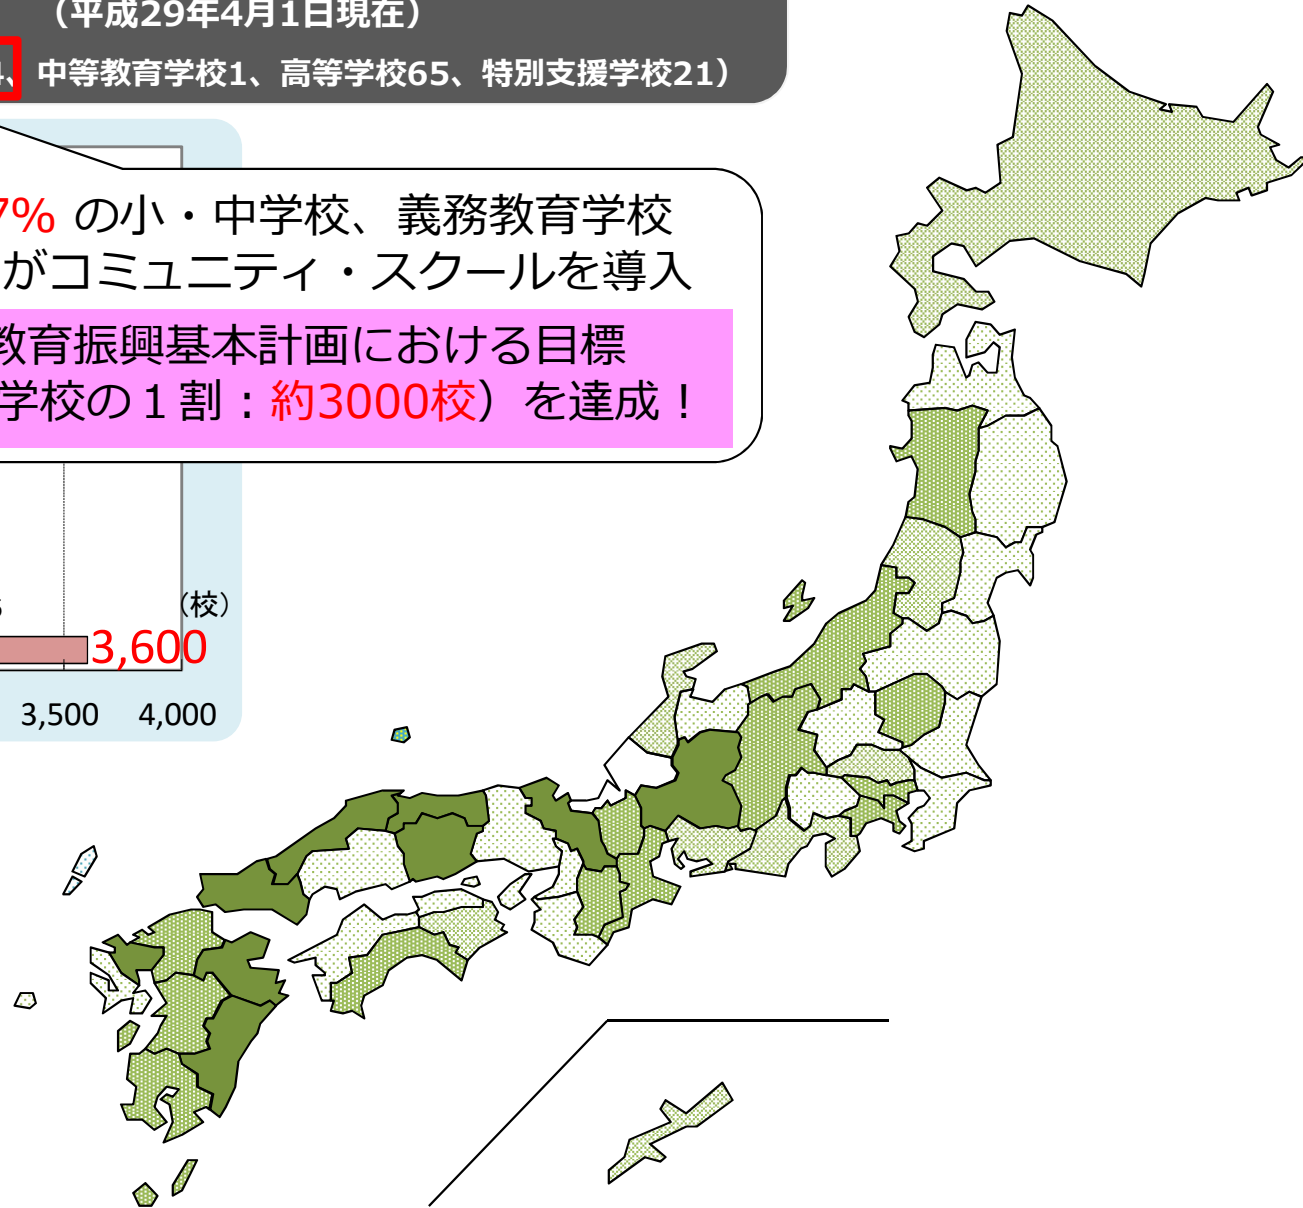 （平成29年4月1日現在）
4、中等教育学校1、高等学校65、特別支援学校21）
7% の小・中学校、義務教育学校
がコミュニティ・スクールを導入
教育振興基本計画における目標
学校の１割：約3000校）を達成！
（校）
3,600
3,500 4,000